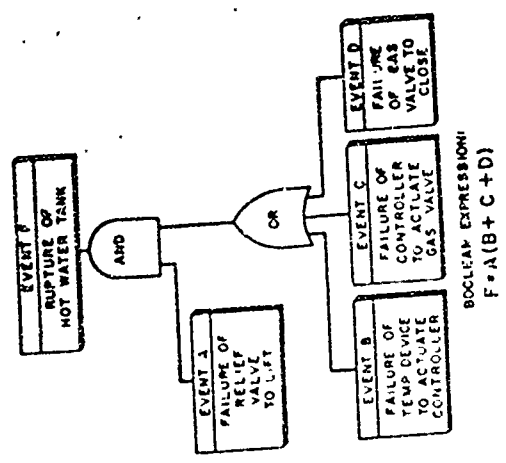 EVENT F
RUPTURE OF
HOT WATER TANK
AND
EVENT A
FAILURE OF
RELIEF
VALVE
TO LIFT
OR
EVENT B
FAILURE OF
TEMP DEVICE
TO ACTUATE
CONTROLLER
EVENT C
FAILURE OF
CONTROLLER
TO ACTUATE
GAS VALVE
EVENT D
FAILURE
OF GAS
VALVE TO
CLOSE
BOOLEAN EXPRESSION:
F = A(B+C+D)